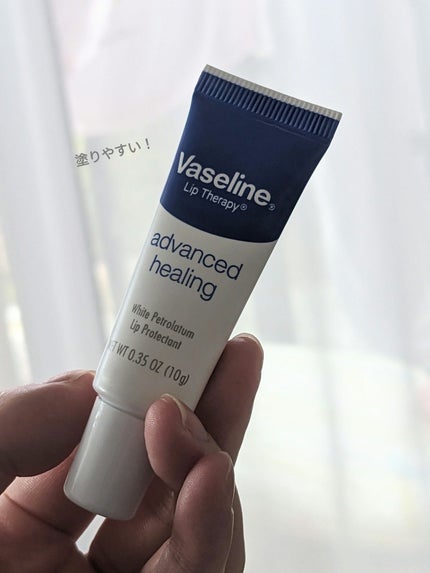 塗りやすい！
Vaseline®
Lip Therapy®
advanced
healing
White Petrolatum
Lip Protectant
WT 0.35 OZ (10g)